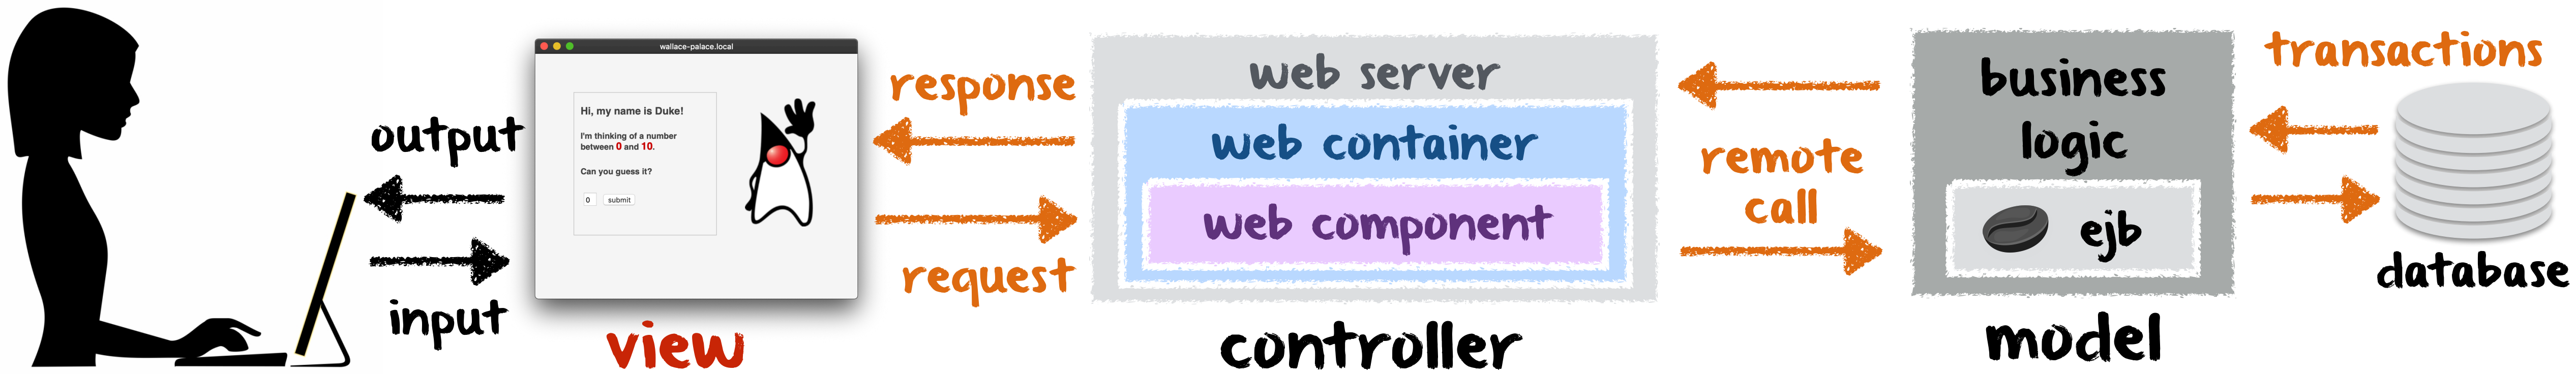 output
input
wallace-palace.local
Hi, my name is Duke!
I'm thinking of a number
between 0 and 10.
Can you guess it?
0 submit
view
response
request
web server
web container
web component
controller
remote
call
business
logic
ejb
model
transactions
database